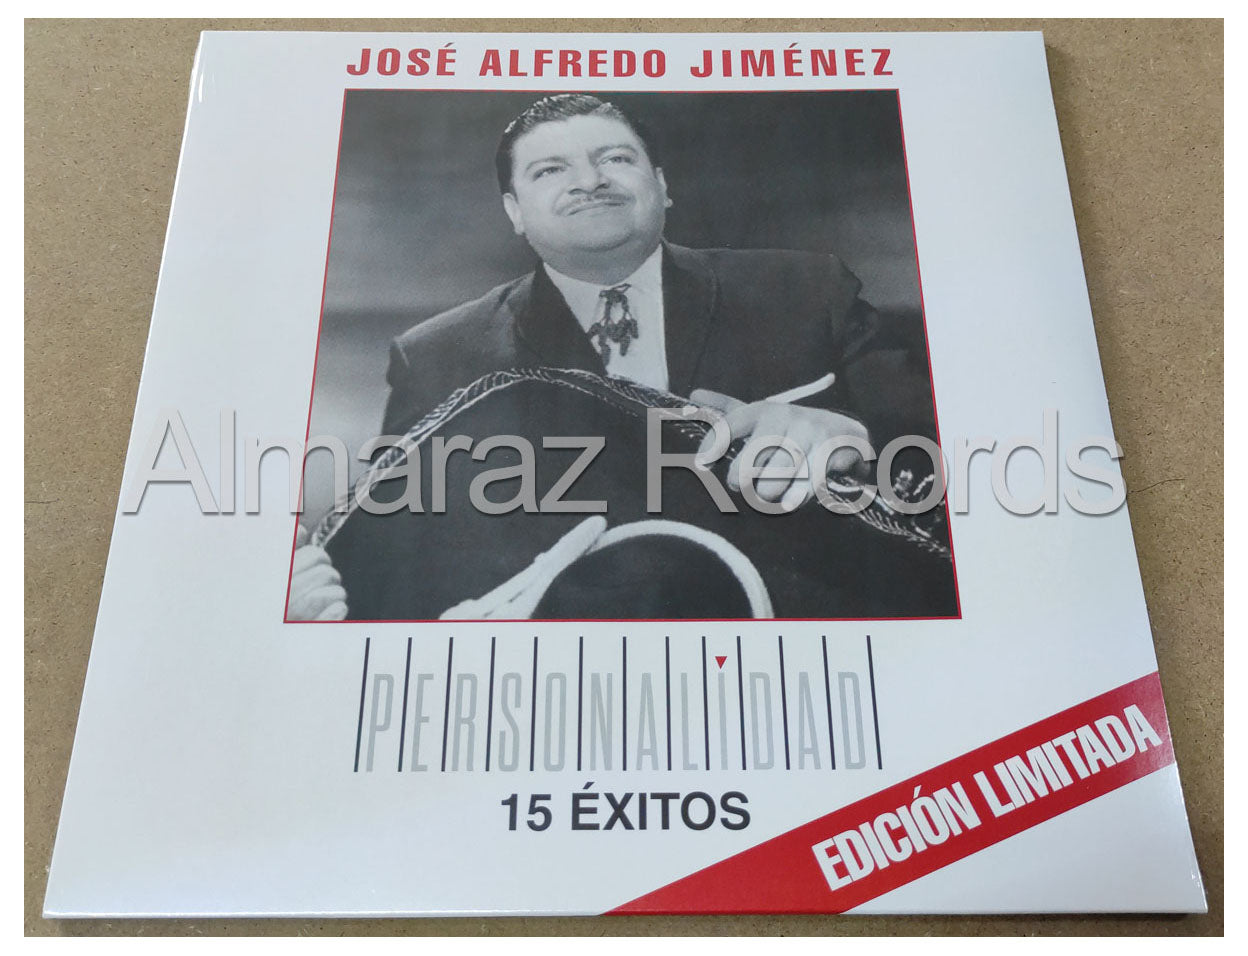 JOSÉ ALFREDO JIMÉNEZ
Almaraz Records
PERSONALiDAD
15 ÉXITOS
EDICIÓN LIMITADA